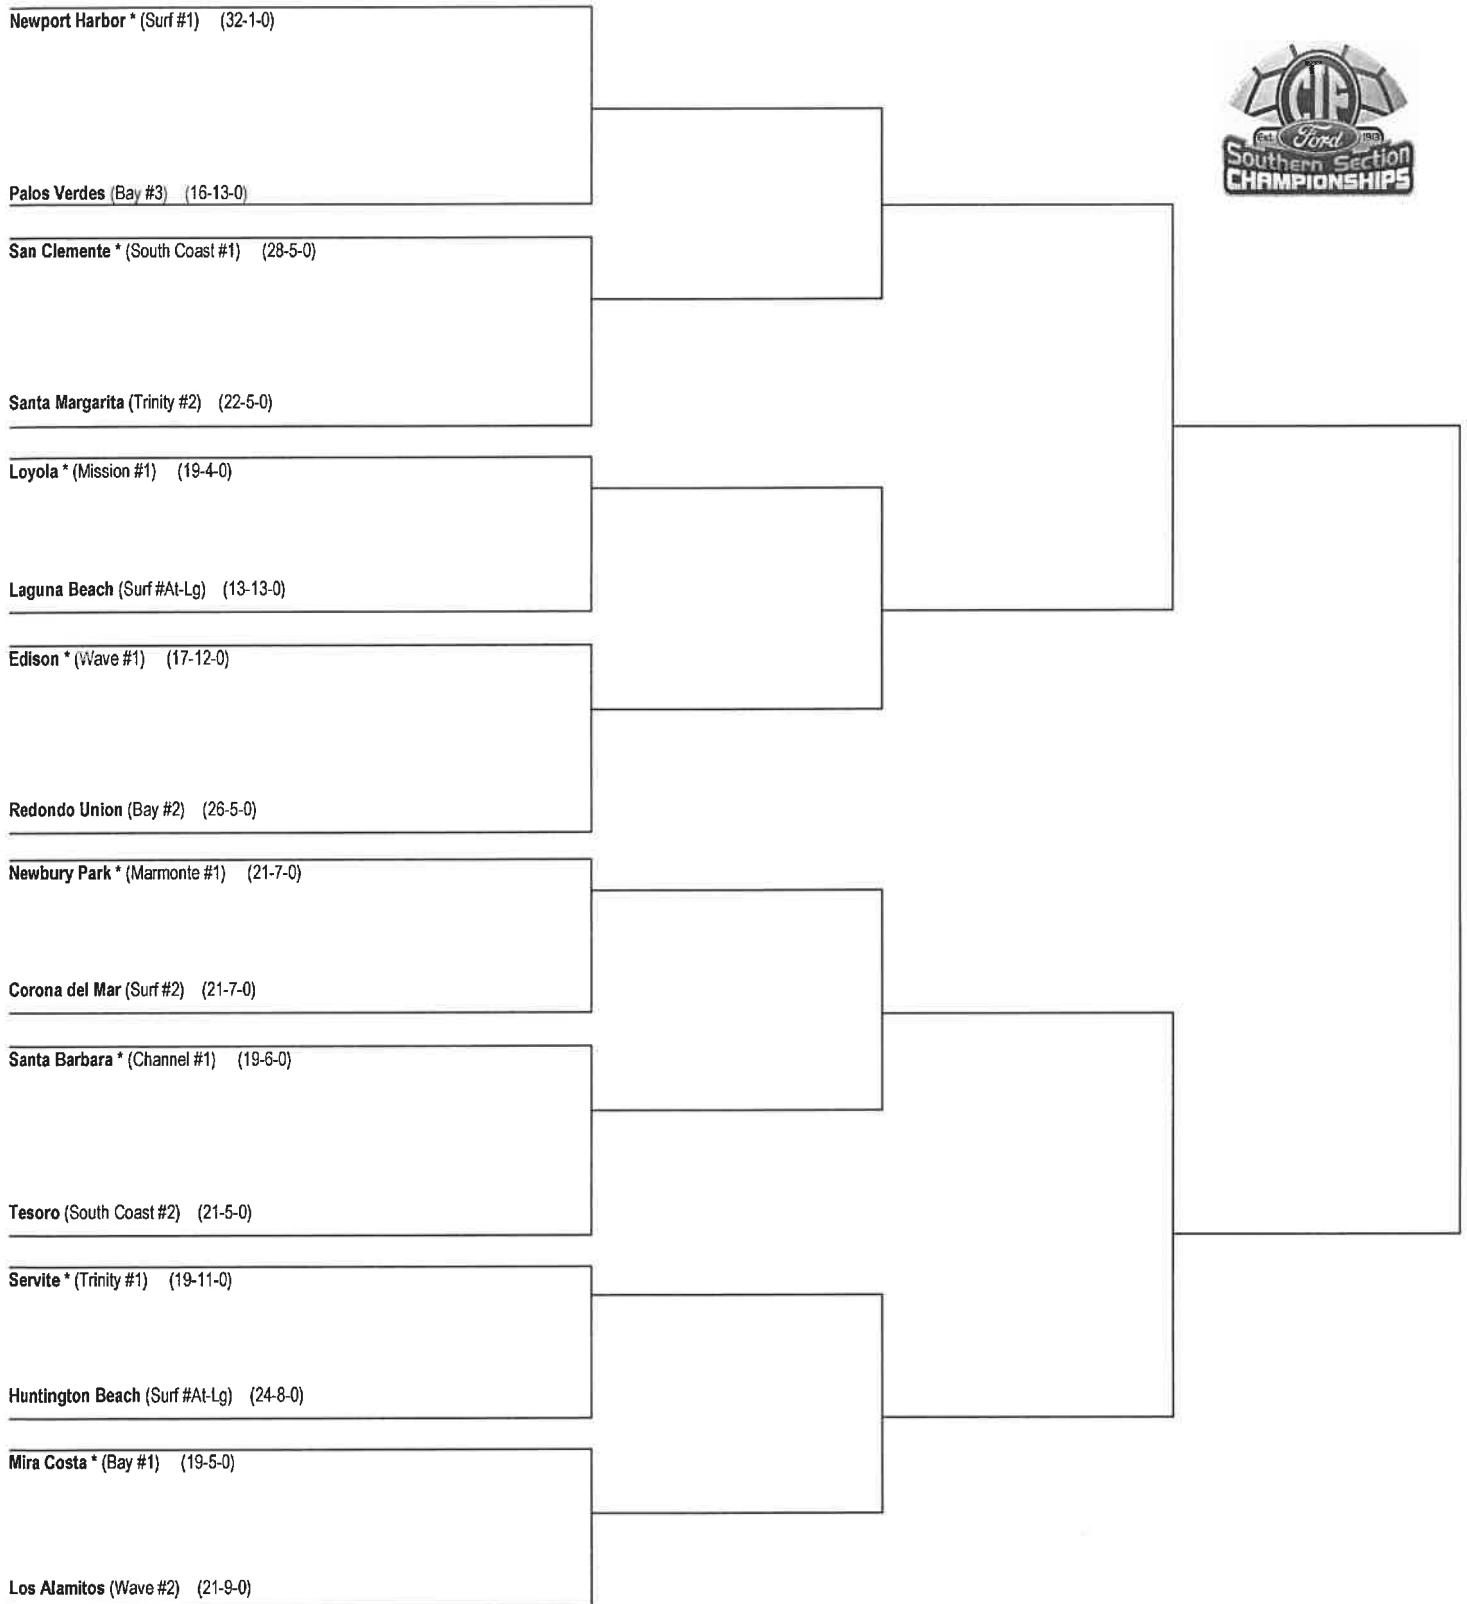 Newport Harbor * (Surf #1) (32-1-0)
CIF
Est. Ford 1913
Southern Section
CHAMPIONSHIPS
Palos Verdes (Bay #3) (16-13-0)
San Clemente * (South Coast #1) (28-5-0)
Santa Margarita (Trinity #2) (22-5-0)
Loyola * (Mission #1) (19-4-0)
Laguna Beach (Surf #At-Lg) (13-13-0)
Edison * (Wave #1) (17-12-0)
Redondo Union (Bay #2) (26-5-0)
Newbury Park * (Marmonte #1) (21-7-0)
Corona del Mar (Surf #2) (21-7-0)
Santa Barbara * (Channel #1) (19-6-0)
Tesoro (South Coast #2) (21-5-0)
Servite * (Trinity #1) (19-11-0)
Huntington Beach (Surf #At-Lg) (24-8-0)
Mira Costa * (Bay #1) (19-5-0)
Los Alamitos (Wave #2) (21-9-0)